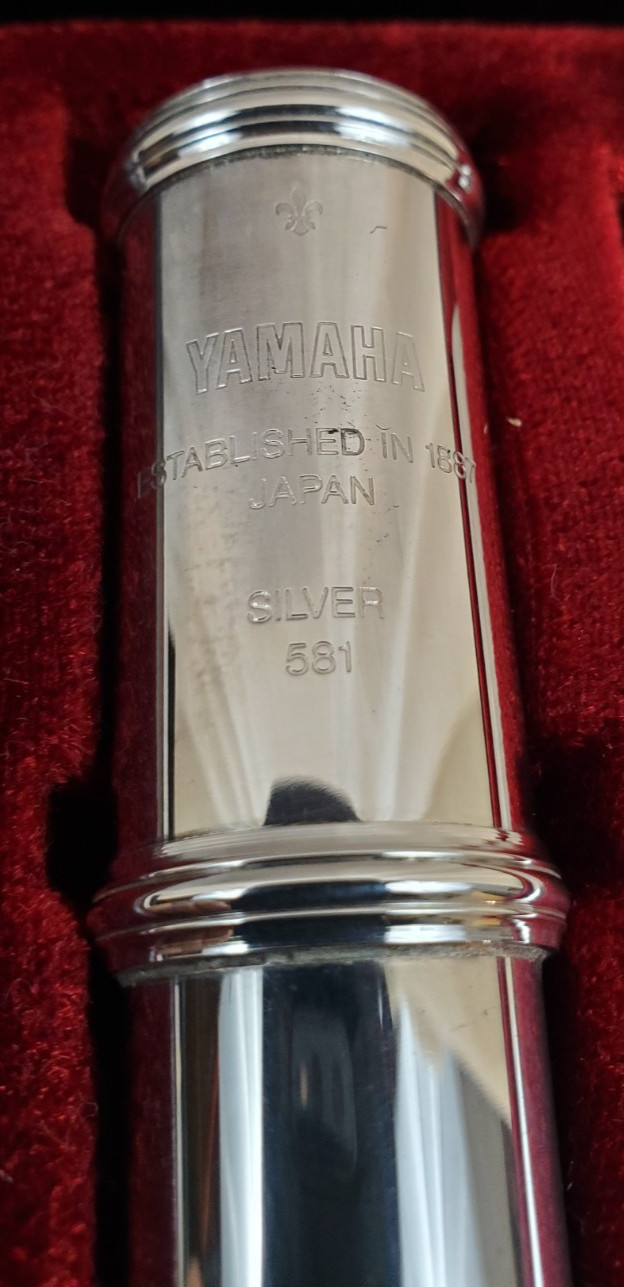 YAMAHA
ESTABLISHED IN 1887
JAPAN
SILVER
581